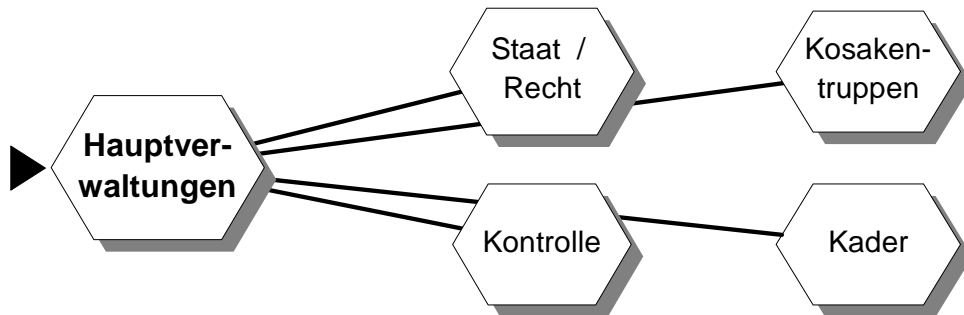 Hauptver-
waltungen
Staat /
Recht
Kosaken-
truppen
Kontrolle
Kader